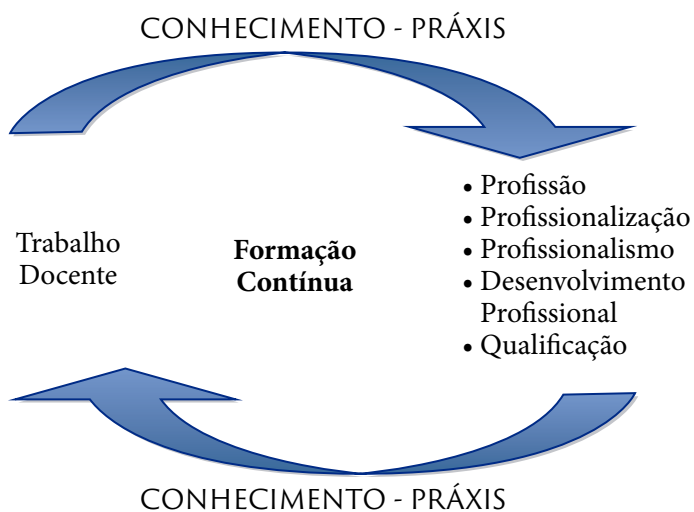 CONHECIMENTO - PRÁXIS
Trabalho
Docente
Formação
Contínua
• Profissão
• Profissionalização
• Profissionalismo
• Desenvolvimento
Profissional
• Qualificação
CONHECIMENTO - PRÁXIS